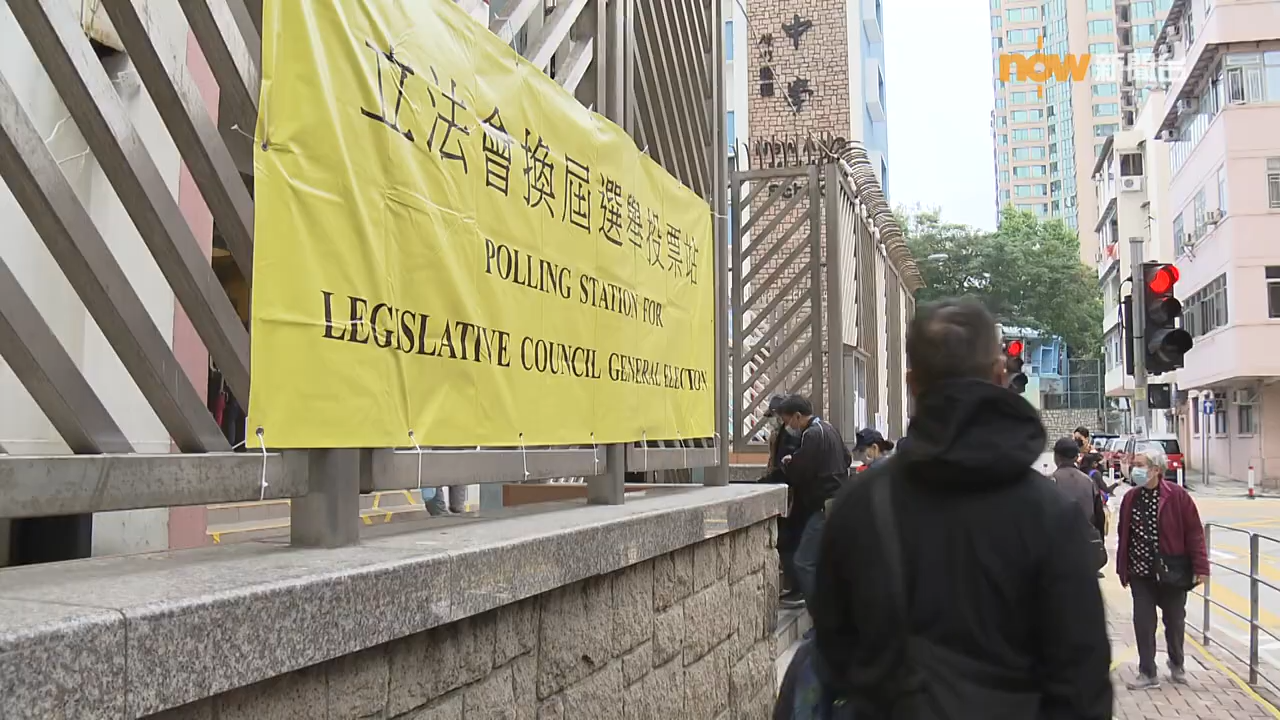 立法會換屆選舉投票站
POLLING STATION FOR
LEGISLATIVE COUNCIL GENERAL ELECTION
now 新聞台